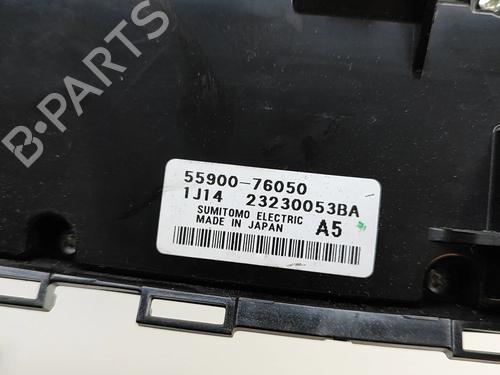 B-PARTS
55900-76050
1J14 23230053BA
SUMITOMO ELECTRIC
MADE IN JAPAN A5